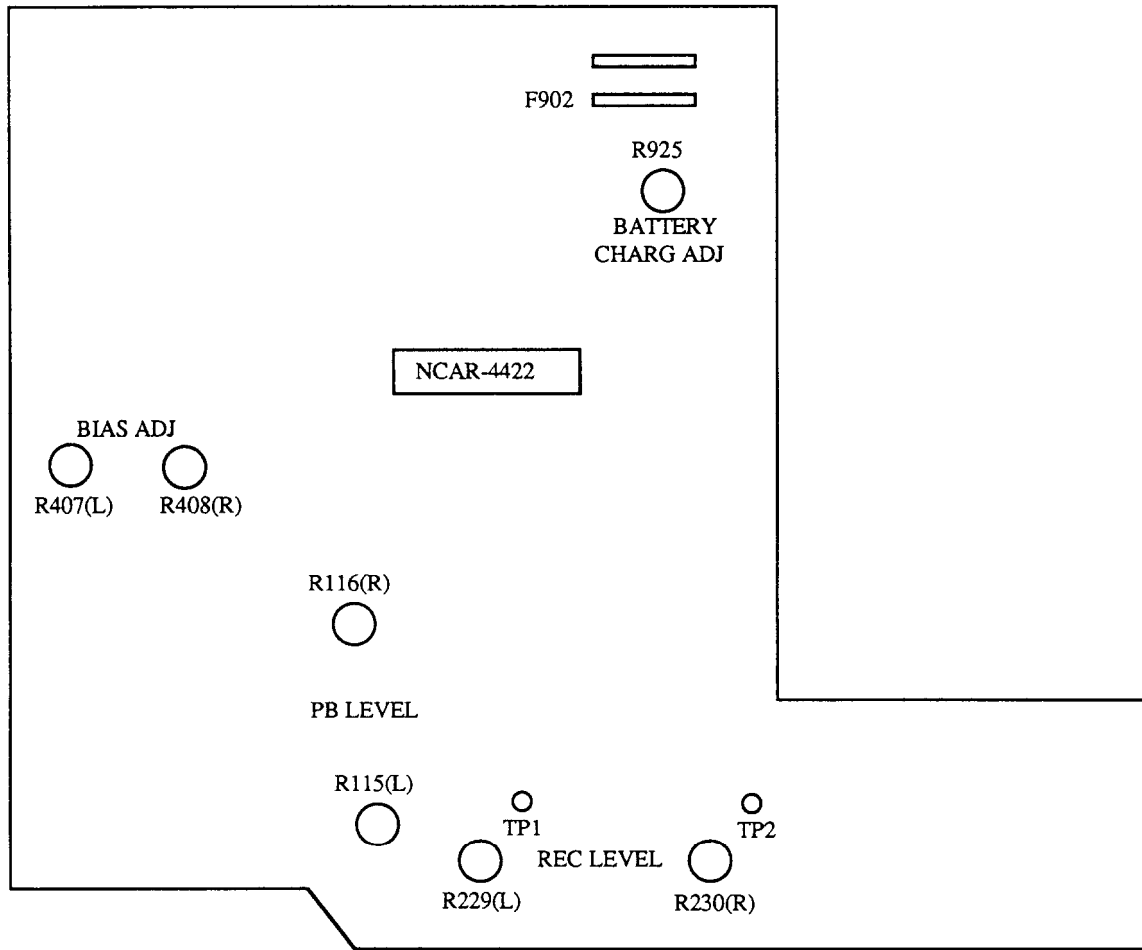 F902
R925
BATTERY
CHARG ADJ
NCAR-4422
BIAS ADJ
R407(L)
R408(R)
R116(R)
PB LEVEL
R115(L)
TP1
TP2
REC LEVEL
R229(L)
R230(R)